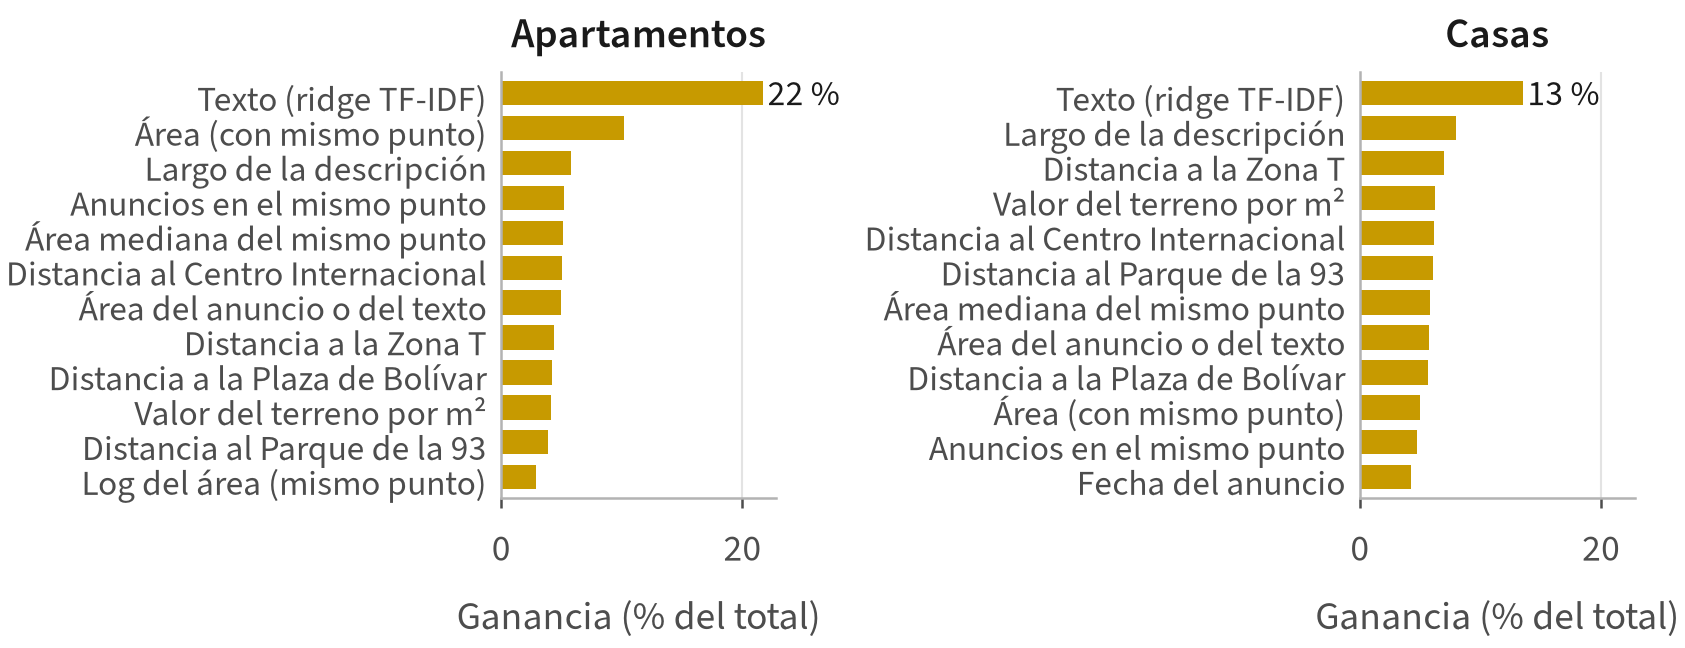 Apartamentos
Texto (ridge TF-IDF)
22 %
Área (con mismo punto)
Largo de la descripción
Anuncios en el mismo punto
Área mediana del mismo punto
Distancia al Centro Internacional
Área del anuncio o del texto
Distancia a la Zona T
Distancia a la Plaza de Bolívar
Valor del terreno por m²
Distancia al Parque de la 93
Log del área (mismo punto)
0 20
Ganancia (% del total)
Casas
Texto (ridge TF-IDF)
13 %
Largo de la descripción
Distancia a la Zona T
Valor del terreno por m²
Distancia al Centro Internacional
Distancia al Parque de la 93
Área mediana del mismo punto
Área del anuncio o del texto
Distancia a la Plaza de Bolívar
Área (con mismo punto)
Anuncios en el mismo punto
Fecha del anuncio
0 20
Ganancia (% del total)